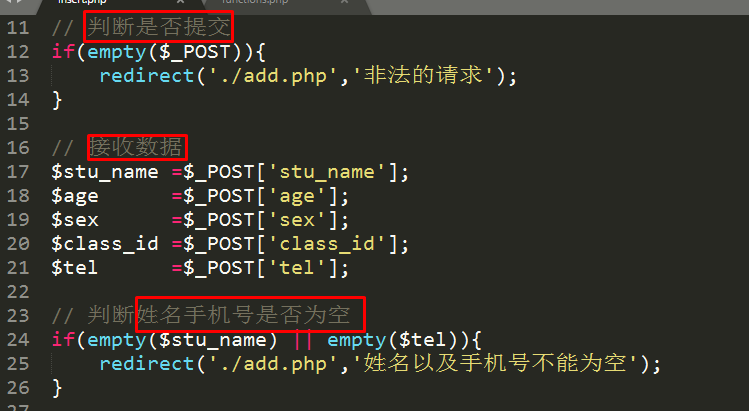 insert.php functions.php
11 // 判断是否提交
12 if(empty($_POST)){
13 redirect('./add.php','非法的请求');
14 }
15
16 // 接收数据
17 $stu_name =$_POST['stu_name'];
18 $age =$_POST['age'];
19 $sex =$_POST['sex'];
20 $class_id =$_POST['class_id'];
21 $tel =$_POST['tel'];
22
23 // 判断姓名手机号是否为空
24 if(empty($stu_name) || empty($tel)){
25 redirect('./add.php','姓名以及手机号不能为空');
26 }
27